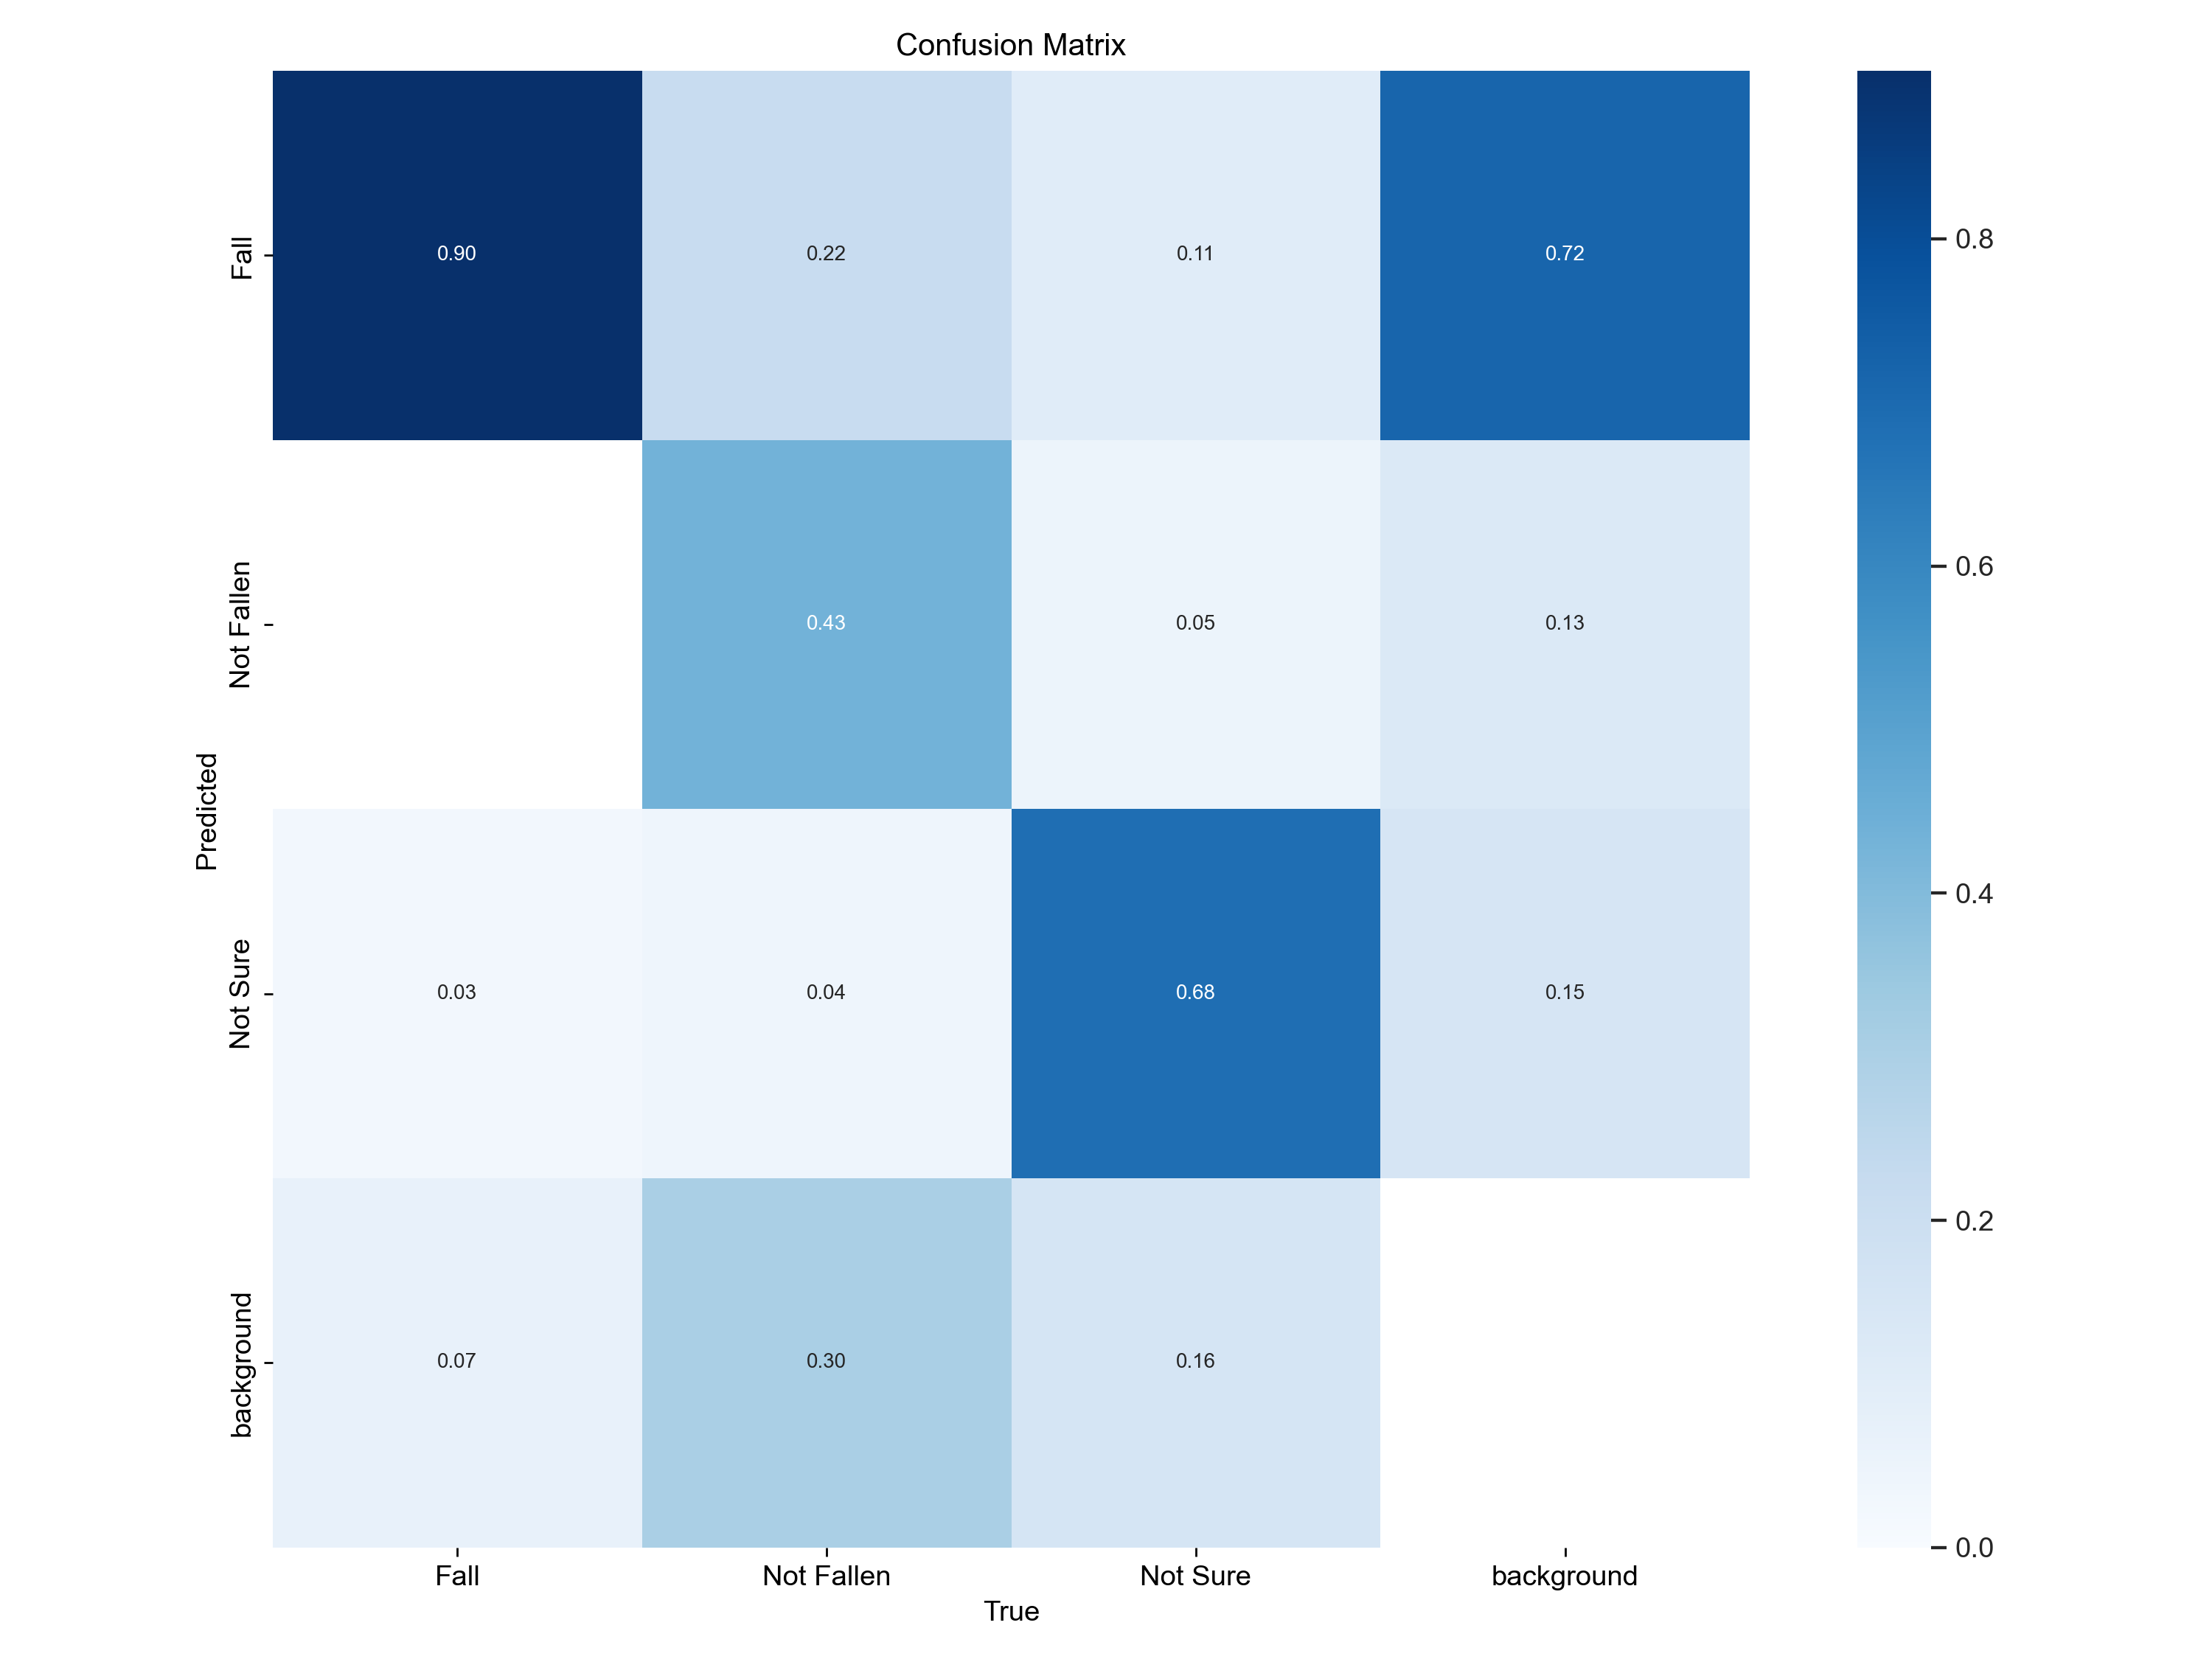 Confusion Matrix
Fall
0.90
0.22
0.11
0.72
Not Fallen
0.43
0.05
0.13
Predicted
Not Sure
0.03
0.04
0.68
0.15
background
0.07
0.30
0.16
Fall
Not Fallen
Not Sure
background
True
0.8
0.6
0.4
0.2
0.0